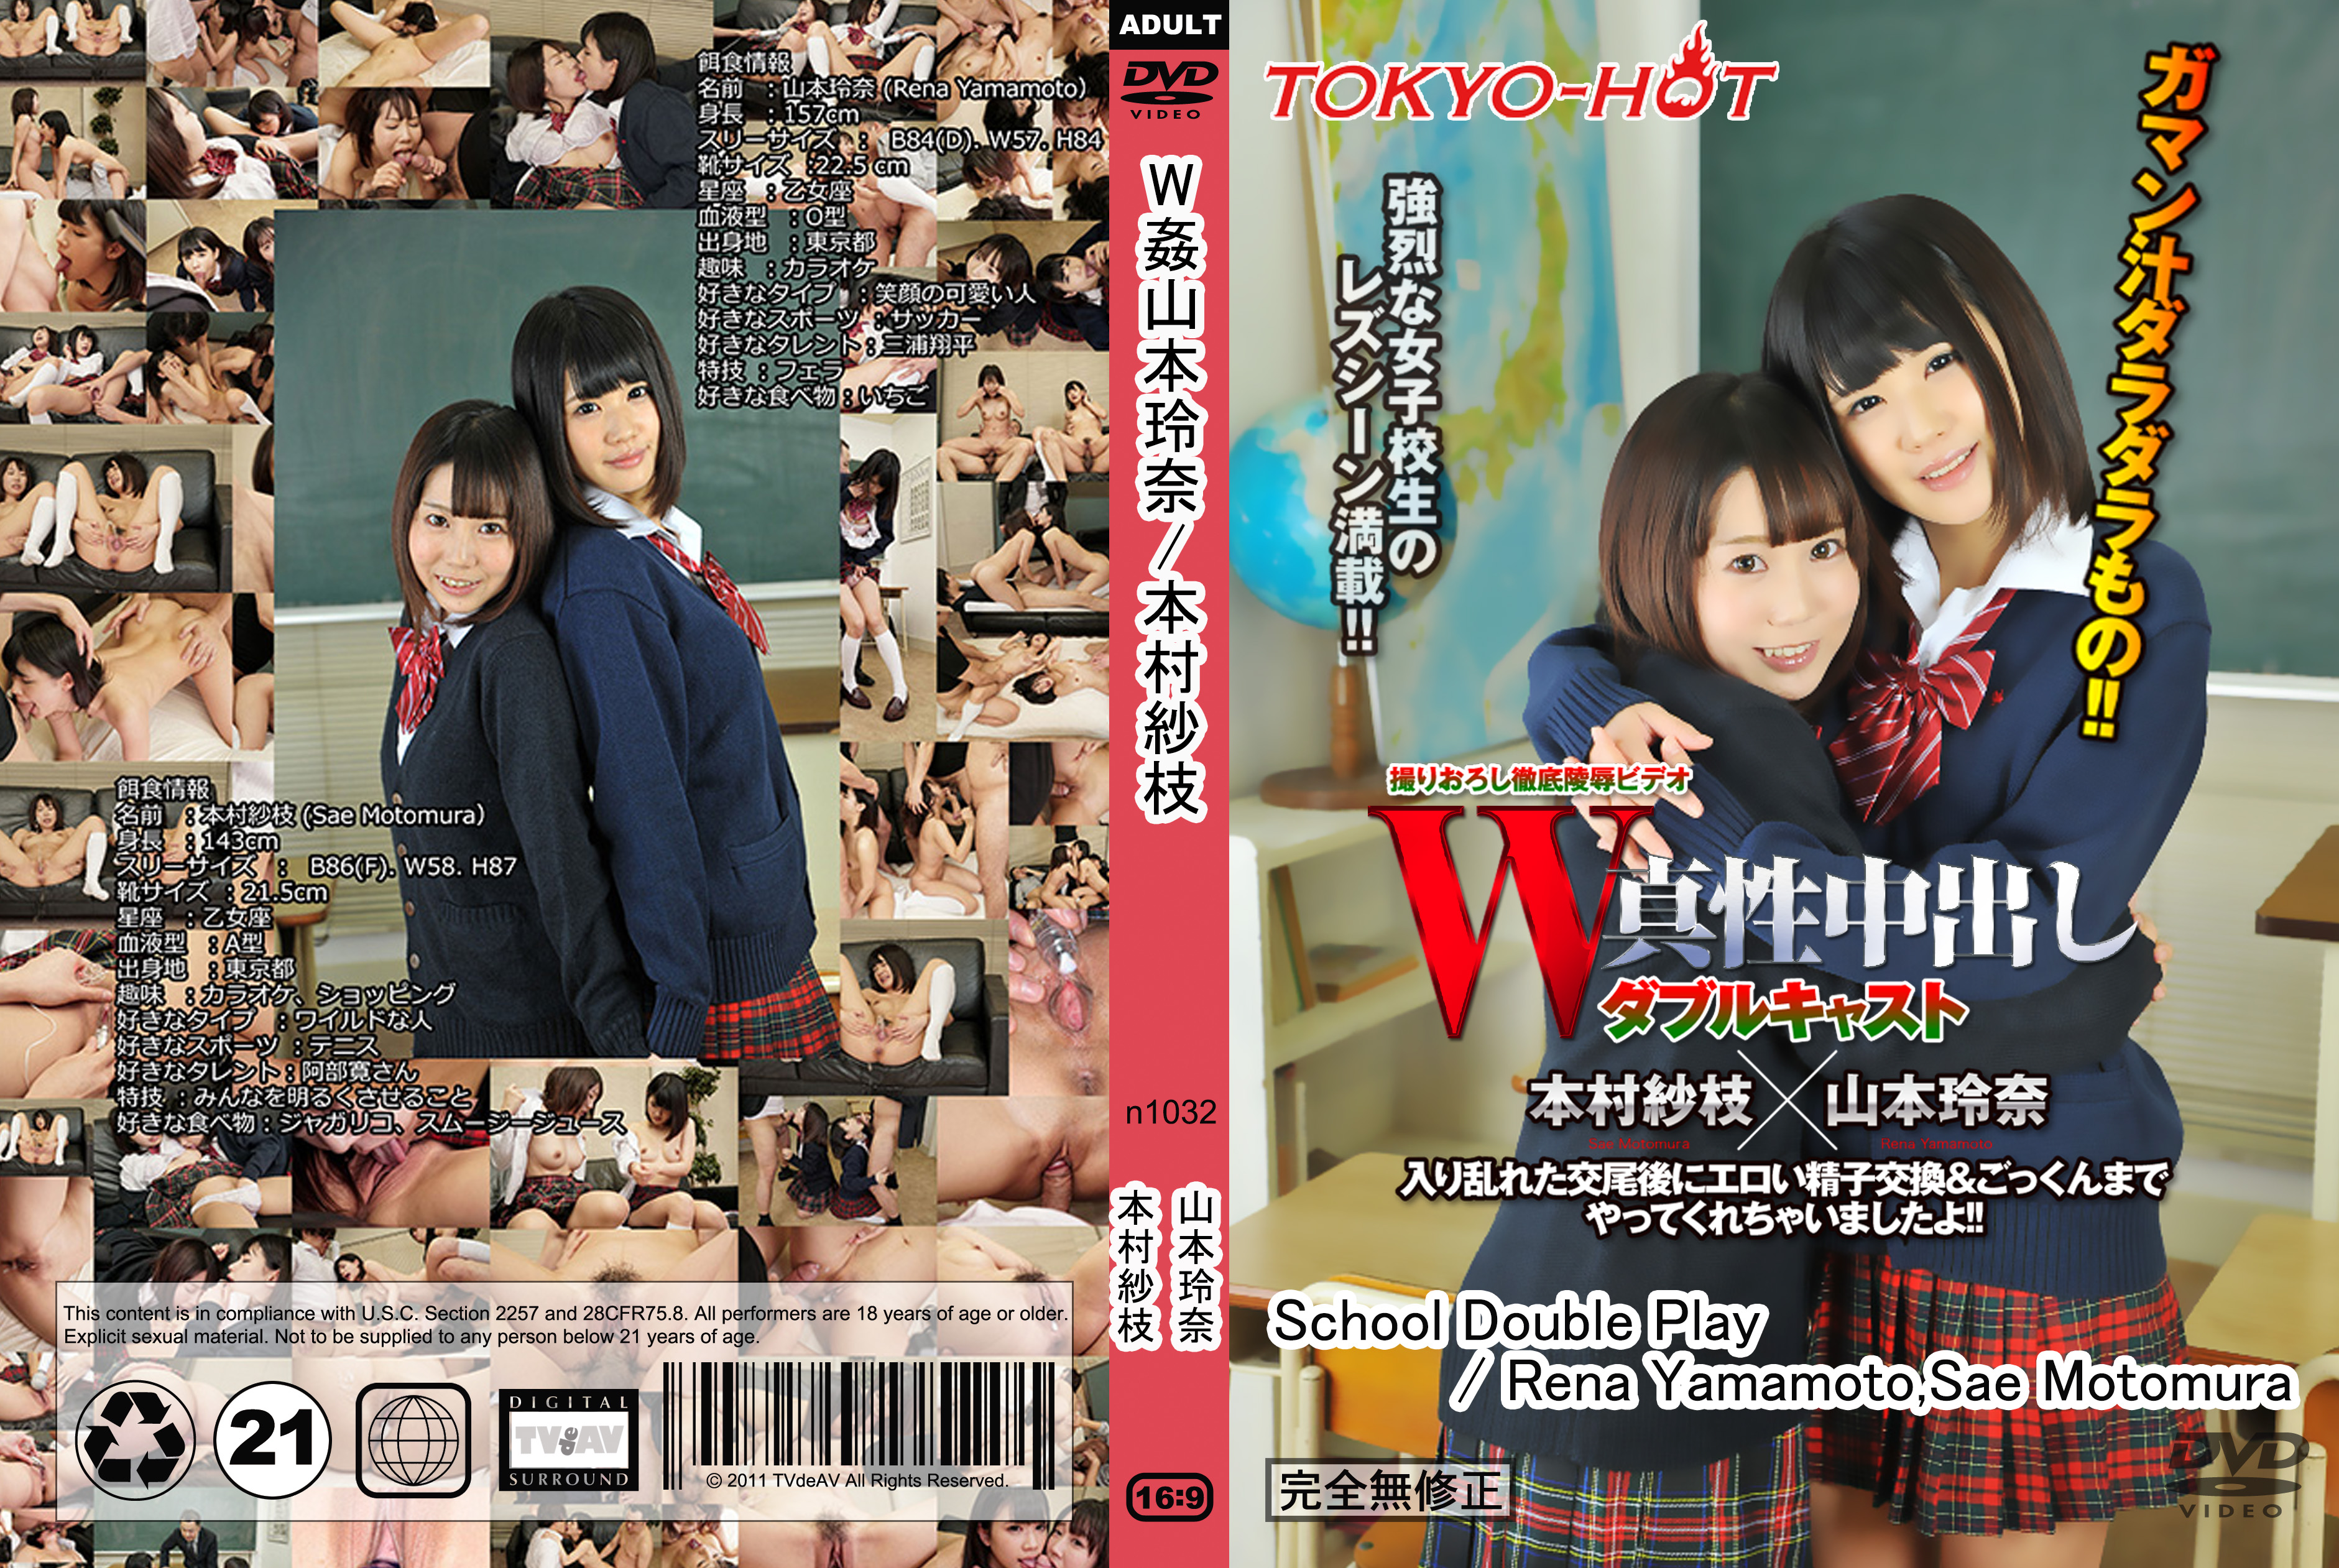 餌食情報
名前 ：山本玲奈 (Rena Yamamoto)
身長 ：157cm
スリーサイズ ： B84(D). W57. H84
靴サイズ ：22.5 cm
星座 ：乙女座
血液型 ：O型
出身地 ：東京都
趣味 ：カラオケ
好きなタイプ ：笑顔の可愛い人
好きなスポーツ：サッカー
好きなタレント：三浦翔平
特技 ：フェラ
好きな食べ物：いちご
餌食情報
名前 ：本村紗枝 (Sae Motomura)
身長 ：143cm
スリーサイズ ： B86(F). W58. H87
靴サイズ ：21.5cm
星座 ：乙女座
血液型 ：A型
出身地 ：東京都
趣味 ：カラオケ、ショッピング
好きなタイプ ：ワイルドな人
好きなスポーツ ：テニス
好きなタレント：阿部寛さん
特技 ：みんなを明るくさせること
好きな食べ物：ジャガリコ、スムージージュース
This content is in compliance with U.S.C. Section 2257 and 28CFR75.8. All performers are 18 years of age or older.
Explicit sexual material. Not to be supplied to any person below 21 years of age.
21
DIGITAL
TVdeAV
SURROUND
© 2011 TVdeAV All Rights Reserved.
ADULT
DVD
VIDEO
W姦山本玲奈／本村紗枝
n1032
山本玲奈
本村紗枝
16:9
TOKYO-HOT
ガマン汁ダラダラもの!!
強烈な女子校生の
レズシーン満載!!
撮りおろし徹底陵辱ビデオ
W真性中出し
ダブルキャスト
本村紗枝×山本玲奈
Sae Motomura Rena Yamamoto
入り乱れた交尾後にエロい精子交換&ごっくんまで
やってくれちゃいましたよ!!
School Double Play
／Rena Yamamoto,Sae Motomura
完全無修正
DVD
VIDEO